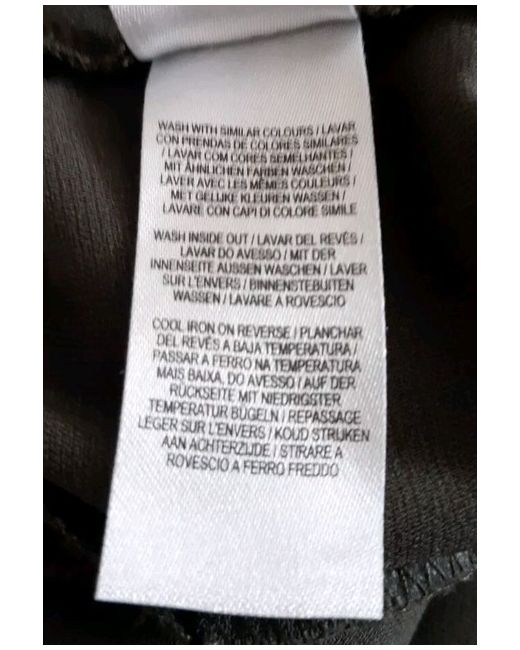 WASH WITH SIMILAR COLOURS / LAVAR
CON PRENDAS DE COLORES SIMILARES
/ LAVAR COM CORES SEMELHANTES /
MIT ÄHNLICHEN FARBEN WASCHEN /
LAVER AVEC LES MÊMES COULEURS /
MET GELIJKE KLEUREN WASSEN /
LAVARE CON CAPI DI COLORE SIMILE
WASH INSIDE OUT / LAVAR DEL REVÉS /
LAVAR DO AVESSO / MIT DER
INNENSEITE AUSSEN WASCHEN / LAVER
SUR L'ENVERS / BINNENSTEBUITEN
WASSEN / LAVARE A ROVESCIO
COOL IRON ON REVERSE / PLANCHAR
DEL REVÉS A BAJA TEMPERATURA /
PASSAR A FERRO NA TEMPERATURA
MAIS BAIXA, DO AVESSO / AUF DER
RÜCKSEITE MIT NIEDRIGSTER
TEMPERATUR BÜGELN / REPASSAGE
LÉGER SUR L'ENVERS / KOUD STRIJKEN
AAN ACHTERZIJDE / STIRARE A
ROVESCIO A FERRO FREDDO